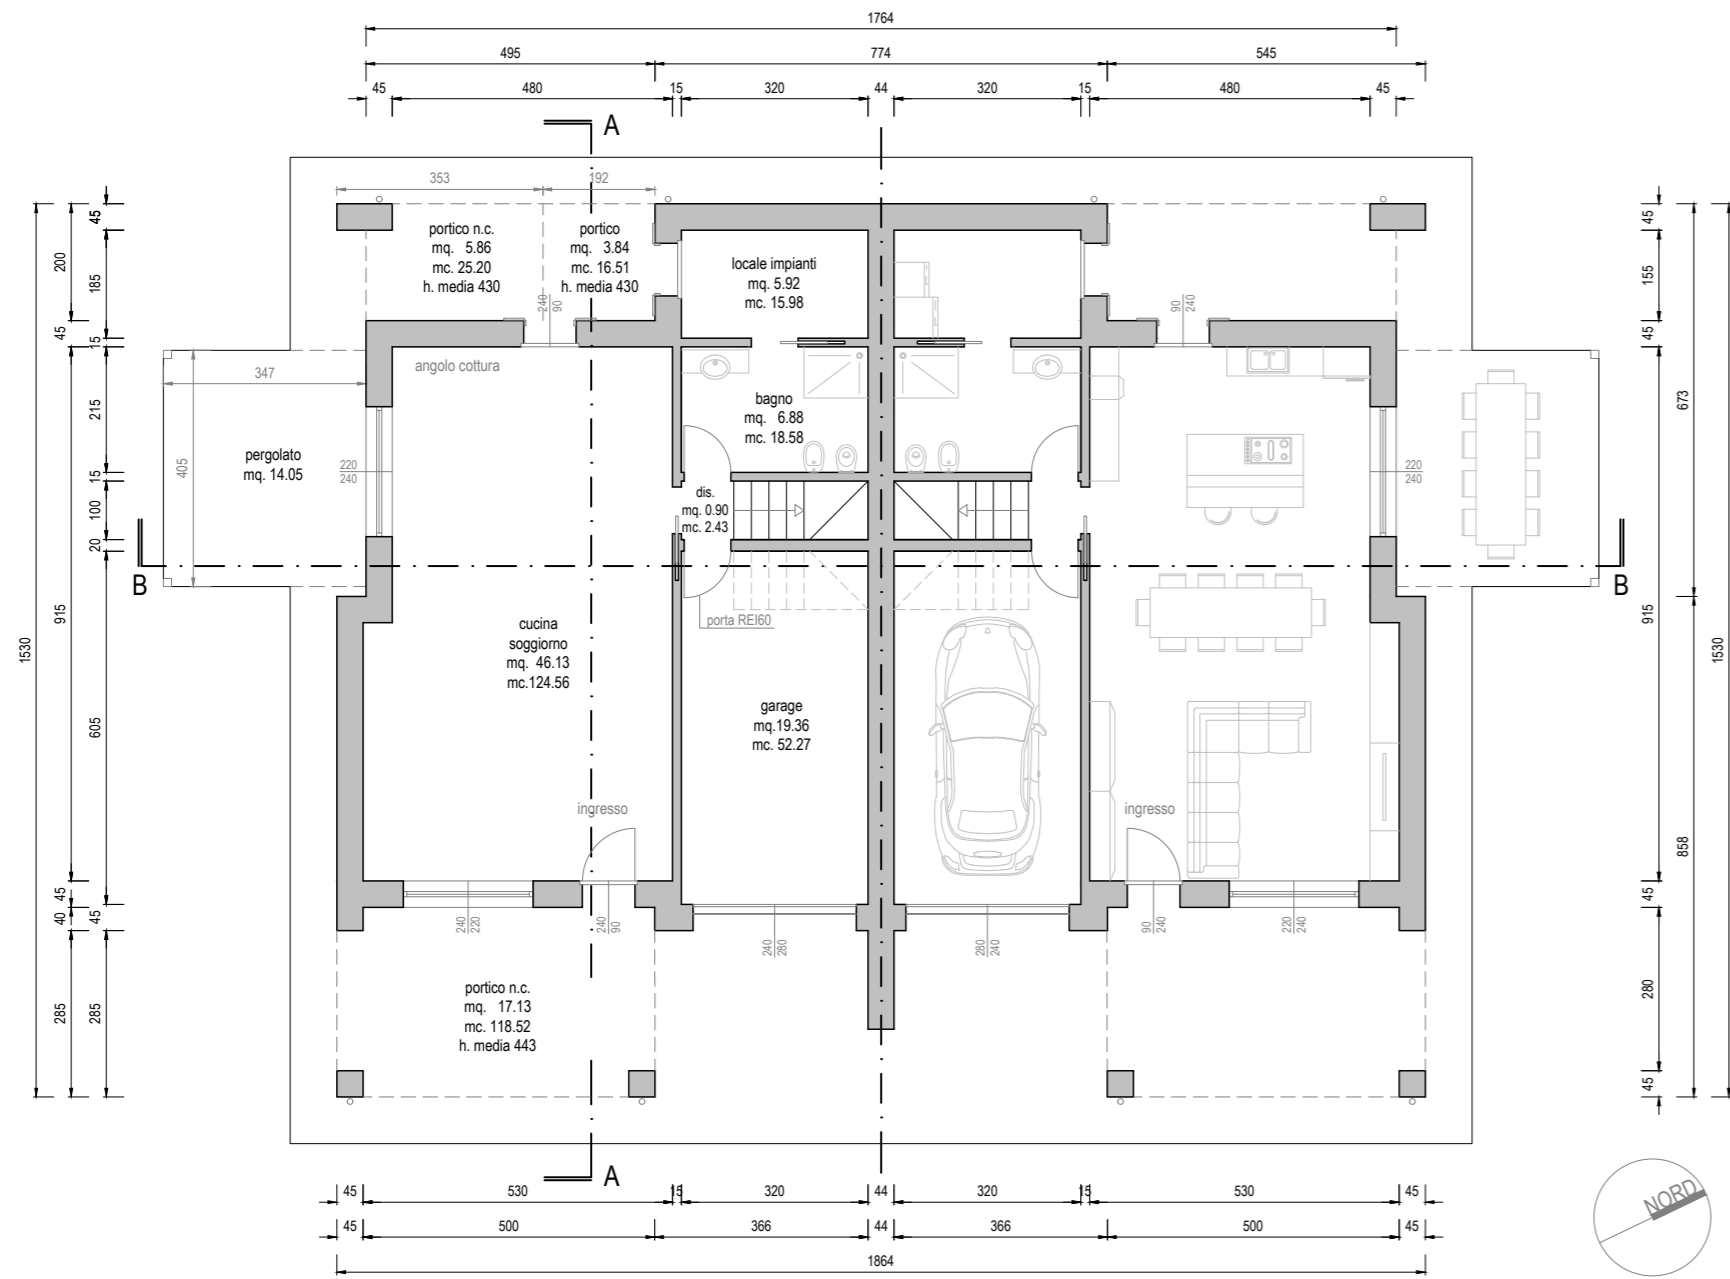 1764
495 774 545
45 480 15 320 44 320 15 480 45
A
353 192
portico n.c.
mq. 5.86
mc. 25.20
h. media 430
portico
mq. 3.84
mc. 16.51
h. media 430
locale impianti
mq. 5.92
mc. 15.98
240
90
90
240
angolo cottura
347
405
pergolato
mq. 14.05
220
240
bagno
mq. 6.88
mc. 18.58
dis.
mq. 0.90
mc. 2.43
220
240
B
B
porta REI60
cucina
soggiorno
mq. 46.13
mc.124.56
garage
mq.19.36
mc. 52.27
ingresso
ingresso
240
220
240
90
240
280
280
240
90
240
220
240
portico n.c.
mq. 17.13
mc. 118.52
h. media 443
1530
200
45
915
45
40
285
45
185
15
215
15
100
20
605
45
285
45
155
45
915
45
280
45
673
858
1530
A
45 530 15 320 44 320 15 530 45
45 500 366 44 366 500 45
1864
NORD